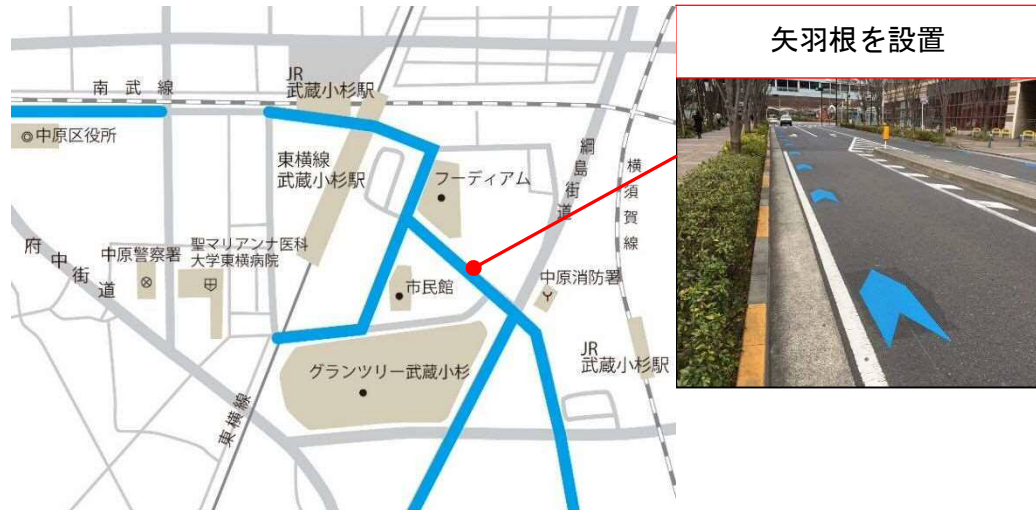 矢羽根を設置
JR
武蔵小杉駅
南武線
中原区役所
東横線
武蔵小杉駅
フーディアム
綱島街道
横須賀線
府中街道
中原警察署
聖マリアンナ医科
大学東横病院
市民館
中原消防署
グランツリー武蔵小杉
JR
武蔵小杉駅
東横線